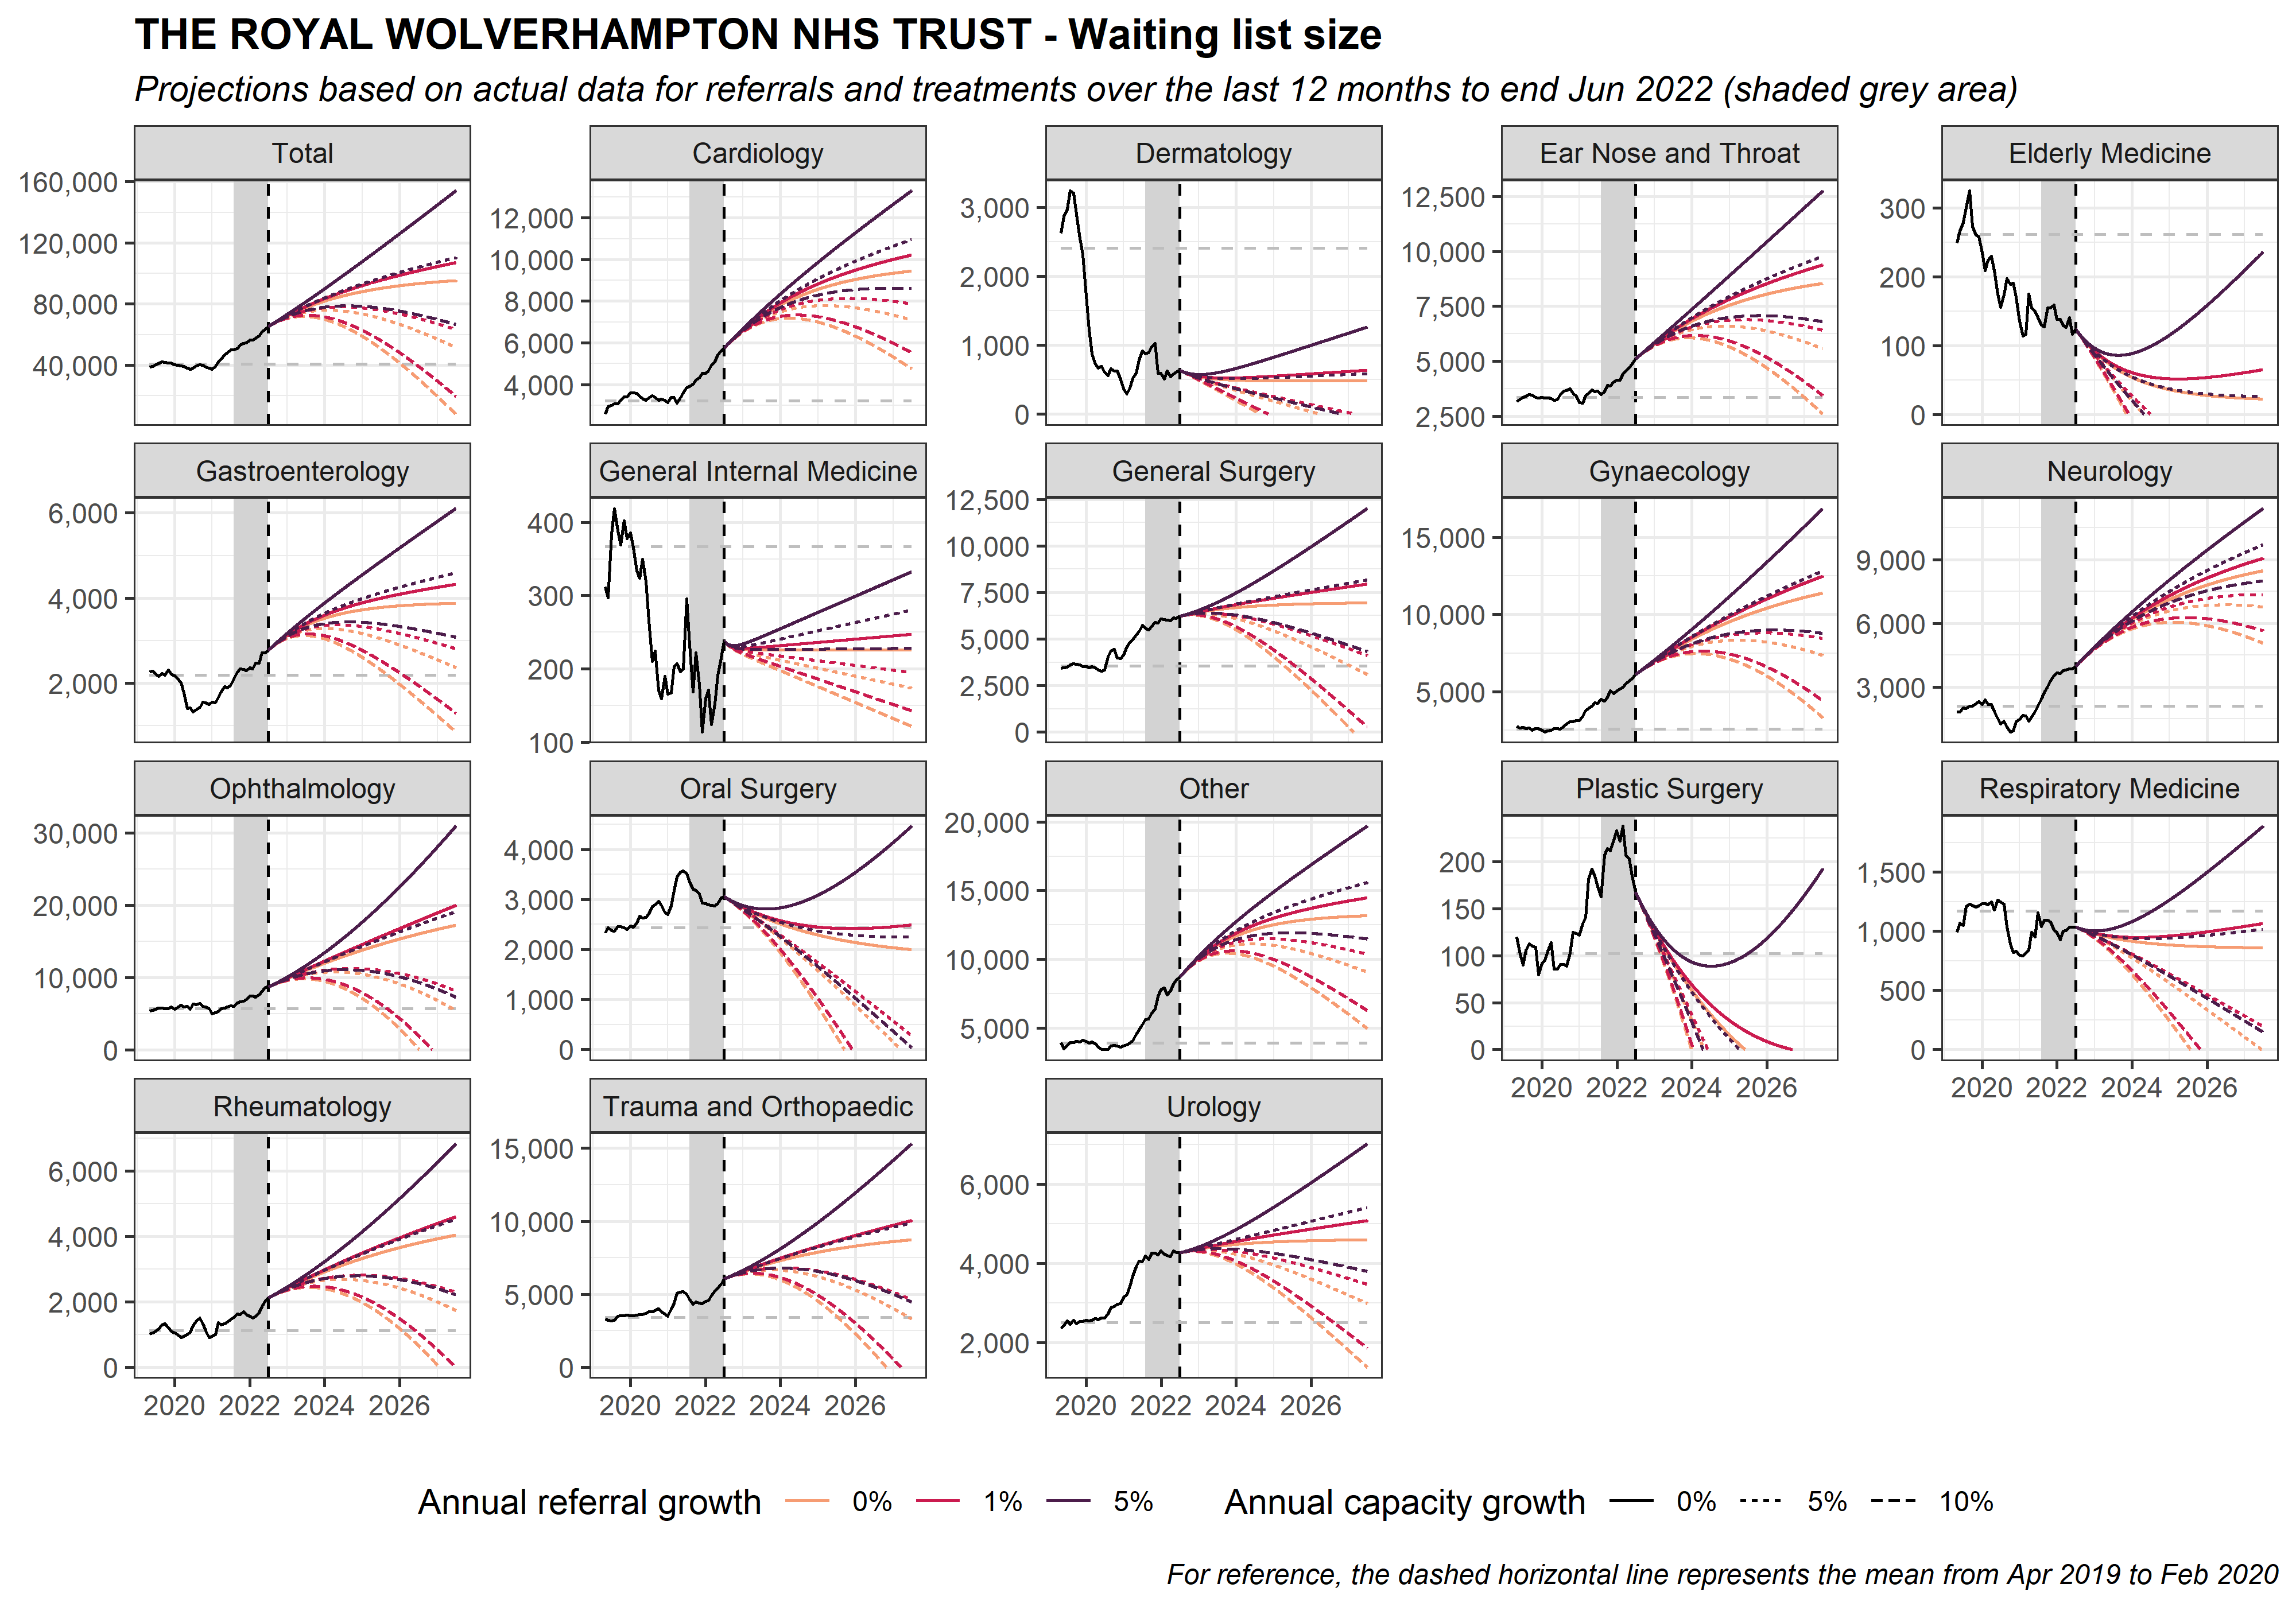 THE ROYAL WOLVERHAMPTON NHS TRUST - Waiting list size
Projections based on actual data for referrals and treatments over the last 12 months to end Jun 2022 (shaded grey area)
Total
160,000
120,000
80,000
40,000
Cardiology
12,000
10,000
8,000
6,000
4,000
Dermatology
3,000
2,000
1,000
0
Ear Nose and Throat
12,500
10,000
7,500
5,000
2,500
Elderly Medicine
300
200
100
0
Gastroenterology
6,000
4,000
2,000
General Internal Medicine
400
300
200
100
General Surgery
12,500
10,000
7,500
5,000
2,500
0
Gynaecology
15,000
10,000
5,000
Neurology
9,000
6,000
3,000
Ophthalmology
30,000
20,000
10,000
0
Oral Surgery
4,000
3,000
2,000
1,000
0
Other
20,000
15,000
10,000
5,000
Plastic Surgery
200
150
100
50
0
2020 2022 2024 2026
Respiratory Medicine
1,500
1,000
500
0
2020 2022 2024 2026
Rheumatology
6,000
4,000
2,000
0
2020 2022 2024 2026
Trauma and Orthopaedic
15,000
10,000
5,000
0
2020 2022 2024 2026
Urology
6,000
4,000
2,000
2020 2022 2024 2026
Annual referral growth 0% 1% 5% Annual capacity growth 0% 5% 10%
For reference, the dashed horizontal line represents the mean from Apr 2019 to Feb 2020